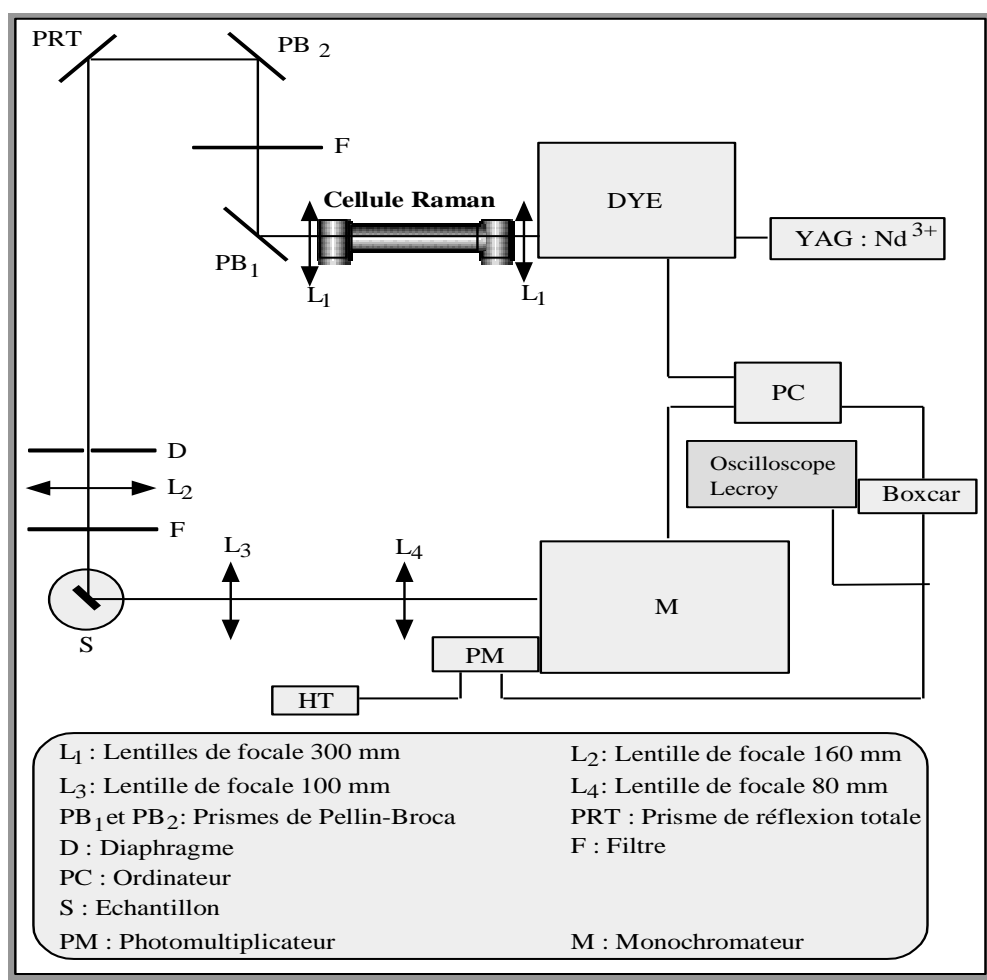 PRT
PB 2
F
Cellule Raman
DYE
YAG : Nd 3+
PB1
L1
L1
PC
D
Oscilloscope
Lecroy
L2
Boxcar
F
L3
L4
M
S
PM
HT
L1 : Lentilles de focale 300 mm
L2: Lentille de focale 160 mm
L3: Lentille de focale 100 mm
L4: Lentille de focale 80 mm
PB1 et PB2: Prismes de Pellin-Broca
PRT : Prisme de réflexion totale
D : Diaphragme
F : Filtre
PC : Ordinateur
S : Echantillon
PM : Photomultiplicateur
M : Monochromateur